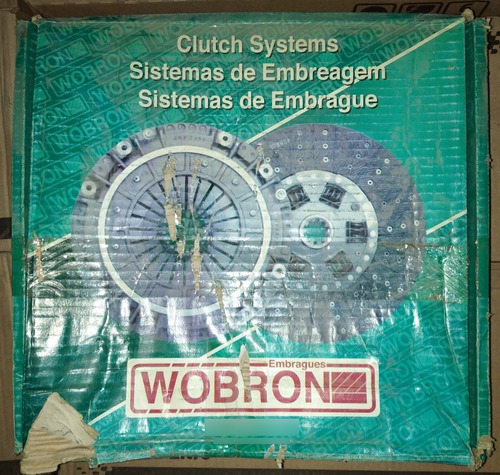 Clutch Systems
Sistemas de Embreagem
Sistemas de Embrague
Embragues
WOBRON